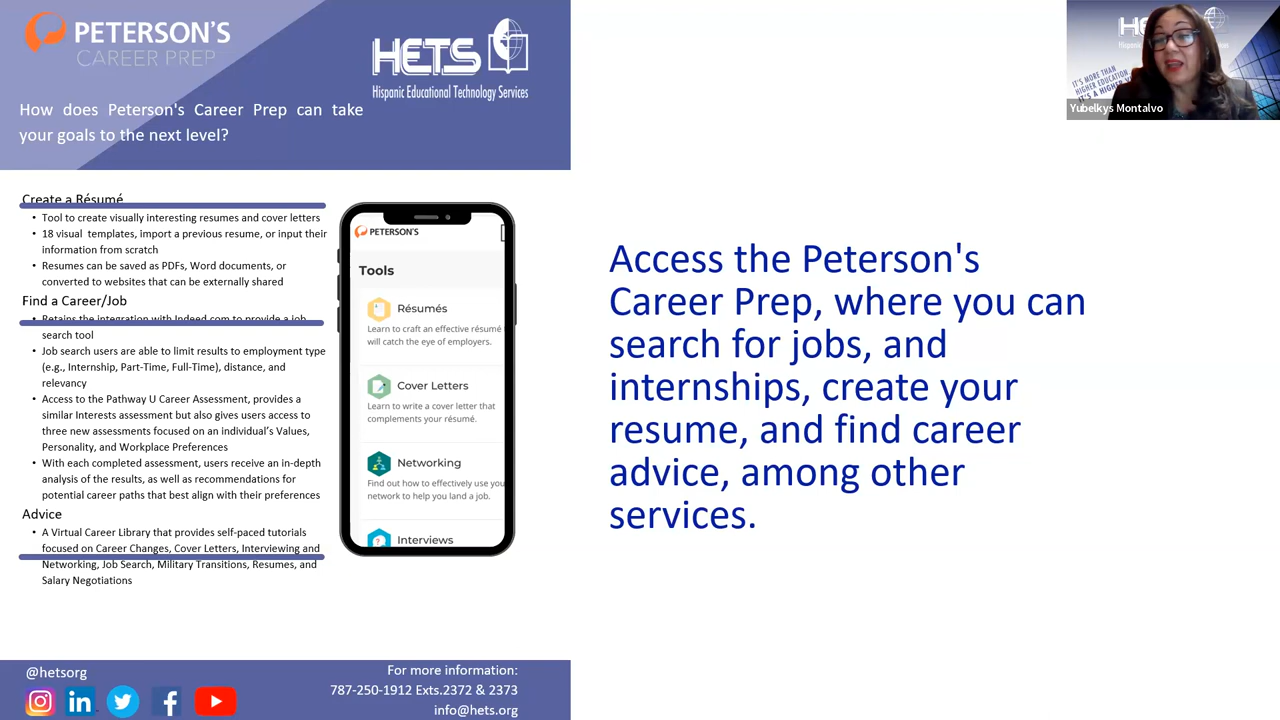 PETERSON'S
CAREER PREP
HETS
Hispanic Educational Technology Services
How does Peterson's Career Prep can take
your goals to the next level?
Create a Résumé
• Tool to create visually interesting resumes and cover letters
• 18 visual templates, import a previous resume, or input their
information from scratch
• Resumes can be saved as PDFs, Word documents, or
converted to websites that can be externally shared
Find a Career/Job
• Retains the integration with Indeed.com to provide a job
search tool
• Job search users are able to limit results to employment type
(e.g., Internship, Part-Time, Full-Time), distance, and
relevancy
• Access to the Pathway U Career Assessment, provides a
similar Interests assessment but also gives users access to
three new assessments focused on an individual's Values,
Personality, and Workplace Preferences
• With each completed assessment, users receive an in-depth
analysis of the results, as well as recommendations for
potential career paths that best align with their preferences
Advice
• A Virtual Career Library that provides self-paced tutorials
focused on Career Changes, Cover Letters, Interviewing and
Networking, Job Search, Military Transitions, Resumes, and
Salary Negotiations
PETERSON'S
Tools
Résumés
Learn to craft an effective résumé
will catch the eye of employers.
Cover Letters
Learn to write a cover letter that
complements your résumé.
Networking
Find out how to effectively use you
network to help you land a job.
Interviews
@hetsorg
For more information:
787-250-1912 Exts.2372 & 2373
info@hets.org
Access the Peterson's
Career Prep, where you can
search for jobs, and
internships, create your
resume, and find career
advice, among other
services.
IT'S MORE THAN
HIGHER EDUCATION
IT'S A HIGHER
Yubelkys Montalvo